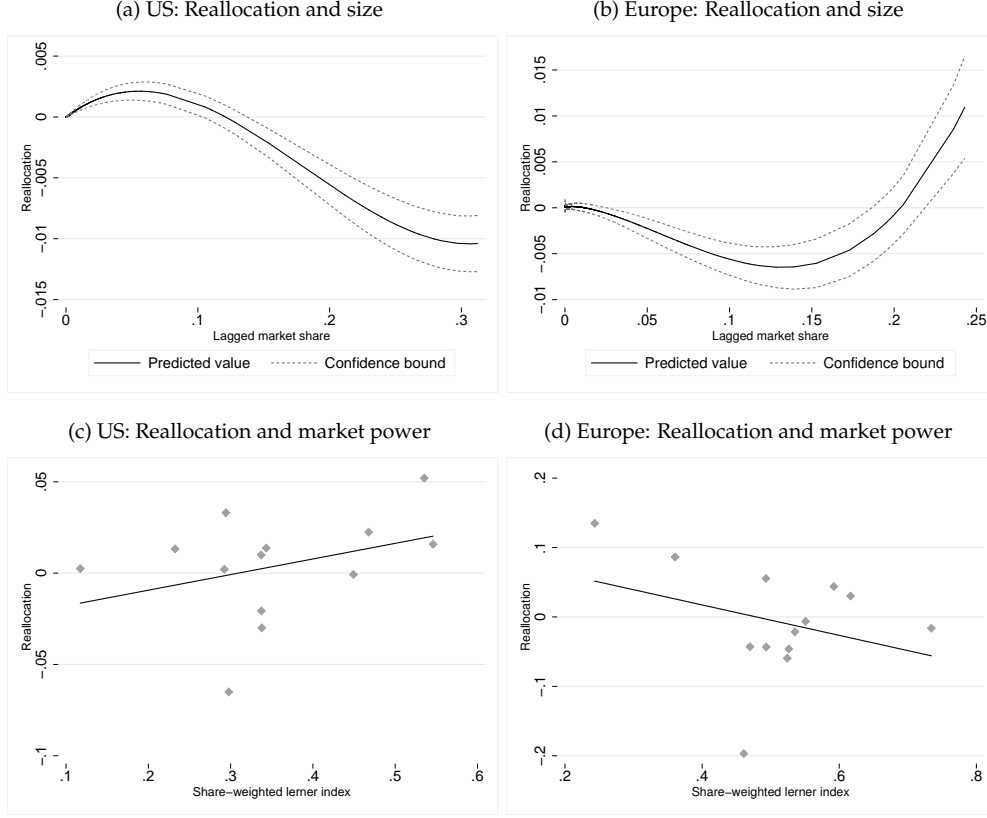 (a) US: Reallocation and size
(b) Europe: Reallocation and size
Reallocation
.005
0
-.005
-.01
-.015
0
.1
.2
.3
Lagged market share
Predicted value
Confidence bound
Reallocation
.015
.01
.005
0
-.005
-.01
0
.05
.1
.15
.2
.25
Lagged market share
Predicted value
Confidence bound
(c) US: Reallocation and market power
(d) Europe: Reallocation and market power
Reallocation
.05
0
-.05
-.1
.1
.2
.3
.4
.5
.6
Share-weighted lerner index
Reallocation
.2
.1
0
-.1
-.2
.2
.4
.6
.8
Share-weighted lerner index